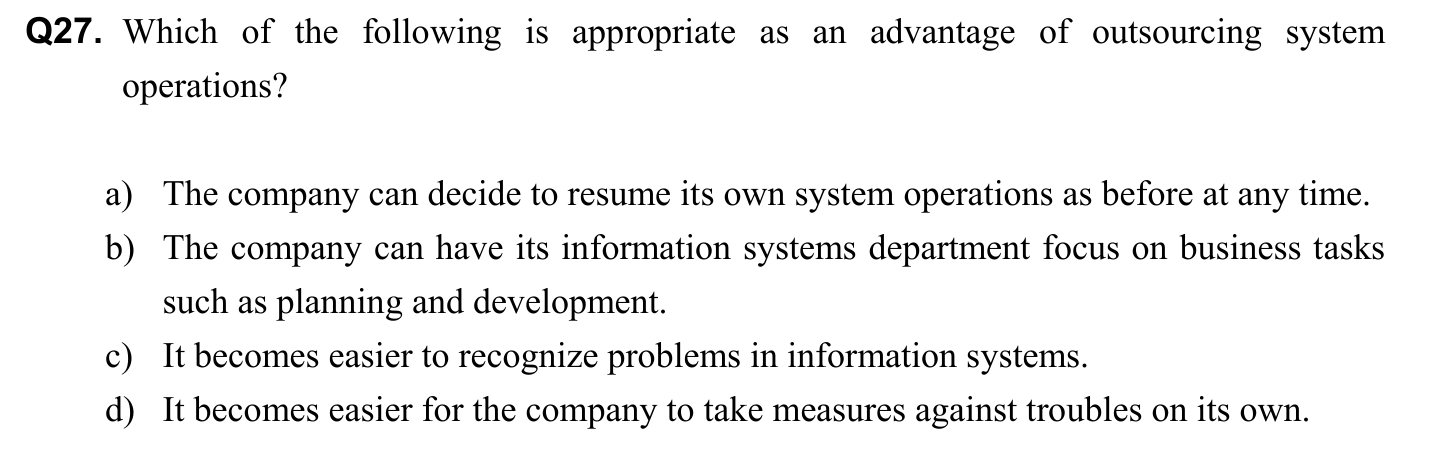 Q27. Which of the following is appropriate as an advantage of outsourcing system
operations?
a) The company can decide to resume its own system operations as before at any time.
b) The company can have its information systems department focus on business tasks
such as planning and development.
c) It becomes easier to recognize problems in information systems.
d) It becomes easier for the company to take measures against troubles on its own.